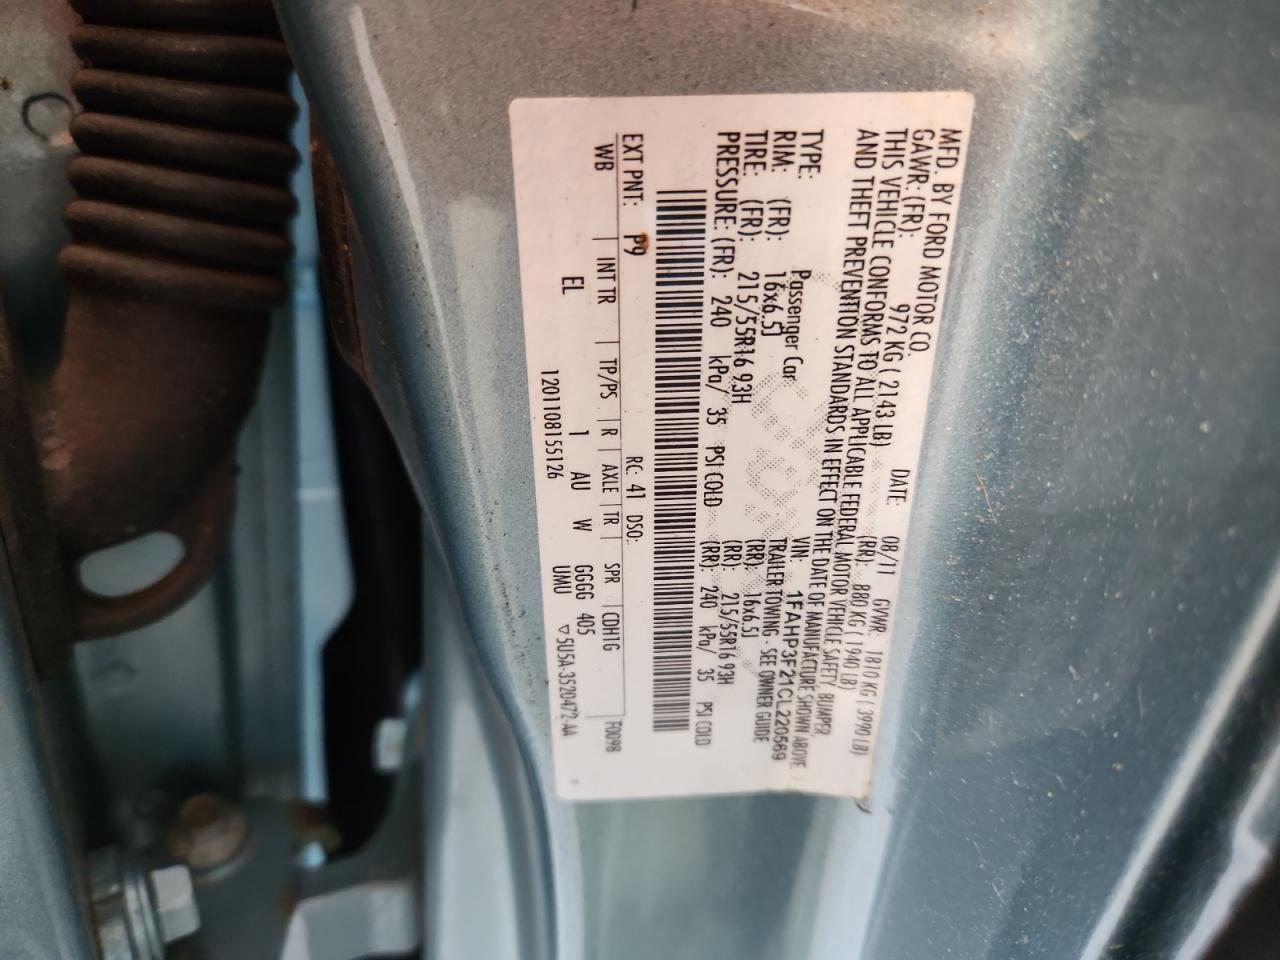 MFD. BY FORD MOTOR CO.
DATE: 08/11 GVWR: 1810 KG ( 3990 LB)
GAWR: (FR): 972 KG ( 2143 LB) (RR): 880 KG ( 1940 LB)
THIS VEHICLE CONFORMS TO ALL APPLICABLE FEDERAL MOTOR VEHICLE SAFETY, BUMPER,
AND THEFT PREVENTION STANDARDS IN EFFECT ON THE DATE OF MANUFACTURE SHOWN ABOVE
VIN: 1FAHP3F21CL220569
TYPE: Passenger Car TRAILER TOWING - SEE OWNER GUIDE
RIM: (FR): 16x6.5J (RR): 16x6.5J
TIRE: (FR): 215/55R16 93H (RR): 215/55R16 93H
PRESSURE: (FR): 240 kPa/ 35 PSI COLD (RR): 240 kPa/ 35 PSI COLD
EXT PNT: P9 RC: 41 DSO: F0098
WB INT TR TP/PS R AXLE TR SPR CDH1G
EL 1 AU W GGGG 405
UMU
1201108155126 ▽5U5A-3520472-AA